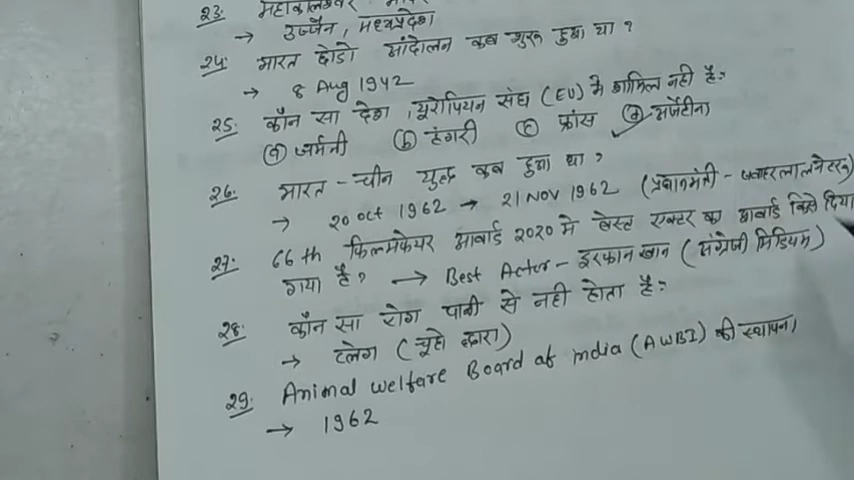 23. महाकालेश्वर
→ उज्जैन, मध्यप्रदेश
24. भारत छोडो आंदोलन कब शुरू हुआ था?
→ 8 Aug 1942
25. कौन सा देश, यूरोपियन संघ (EU) मे शामिल नही है:
(a) जर्मनी (b) हंगरी (c) फ्रांस (d) अर्जेंटीना
26. भारत - चीन युद्ध कब हुआ था?
→ 20 oct 1962 → 21 NOV 1962 (प्रधानमंत्री - जवाहरलाल नेहरू)
27. 66 th फिल्मफेयर आवार्ड 2020 मे बेस्ट एक्टर का आवार्ड किसे दिया
गया है? → Best Actor - इरफान खान (अंग्रेजी मिडियम)
28. कौन सा रोग पानी से नही होता है:
→ प्लेग (चूहो द्वारा)
29. Animal Welfare Board of India (AWBI) की स्थापना
→ 1962